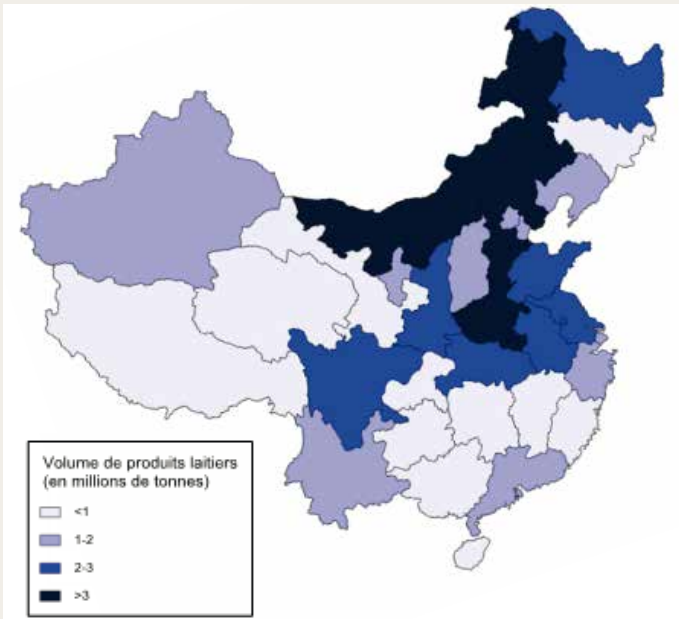 Volume de produits laitiers
(en millions de tonnes)
<1
1-2
2-3
>3